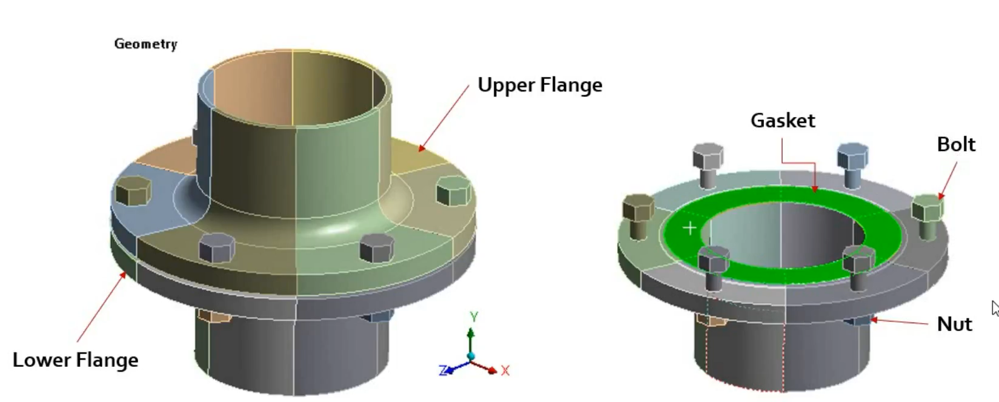 Geometry
Upper Flange
Gasket
Bolt
Nut
Lower Flange
Y
Z
X